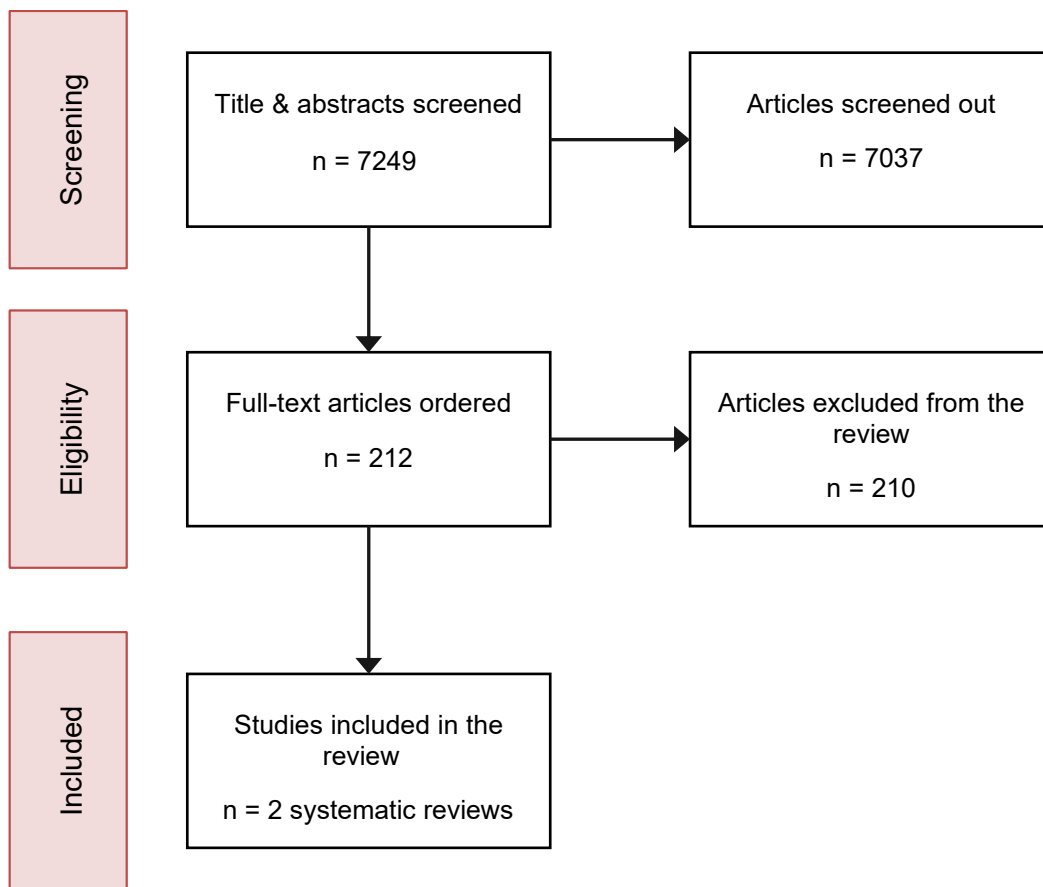 Screening
Title & abstracts screened
n = 7249
Articles screened out
n = 7037
Eligibility
Full-text articles ordered
n = 212
Articles excluded from the
review
n = 210
Included
Studies included in the
review
n = 2 systematic reviews